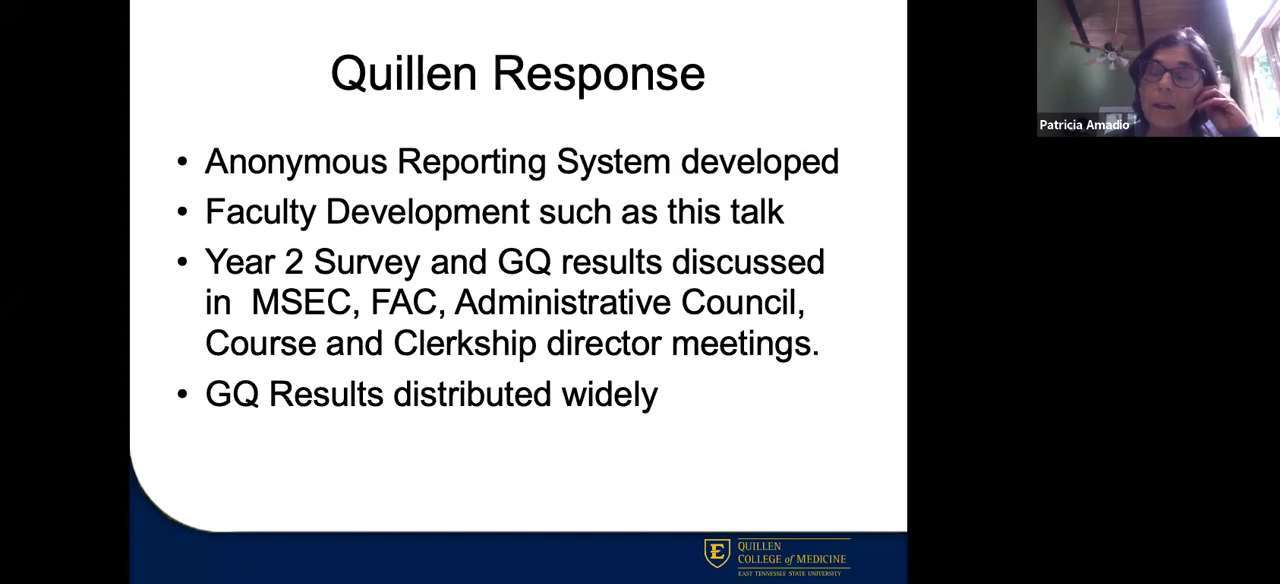 Quillen Response
• Anonymous Reporting System developed
• Faculty Development such as this talk
• Year 2 Survey and GQ results discussed
in MSEC, FAC, Administrative Council,
Course and Clerkship director meetings.
• GQ Results distributed widely
Patricia Amadio
E
QUILLEN
COLLEGE of MEDICINE
EAST TENNESSEE STATE UNIVERSITY